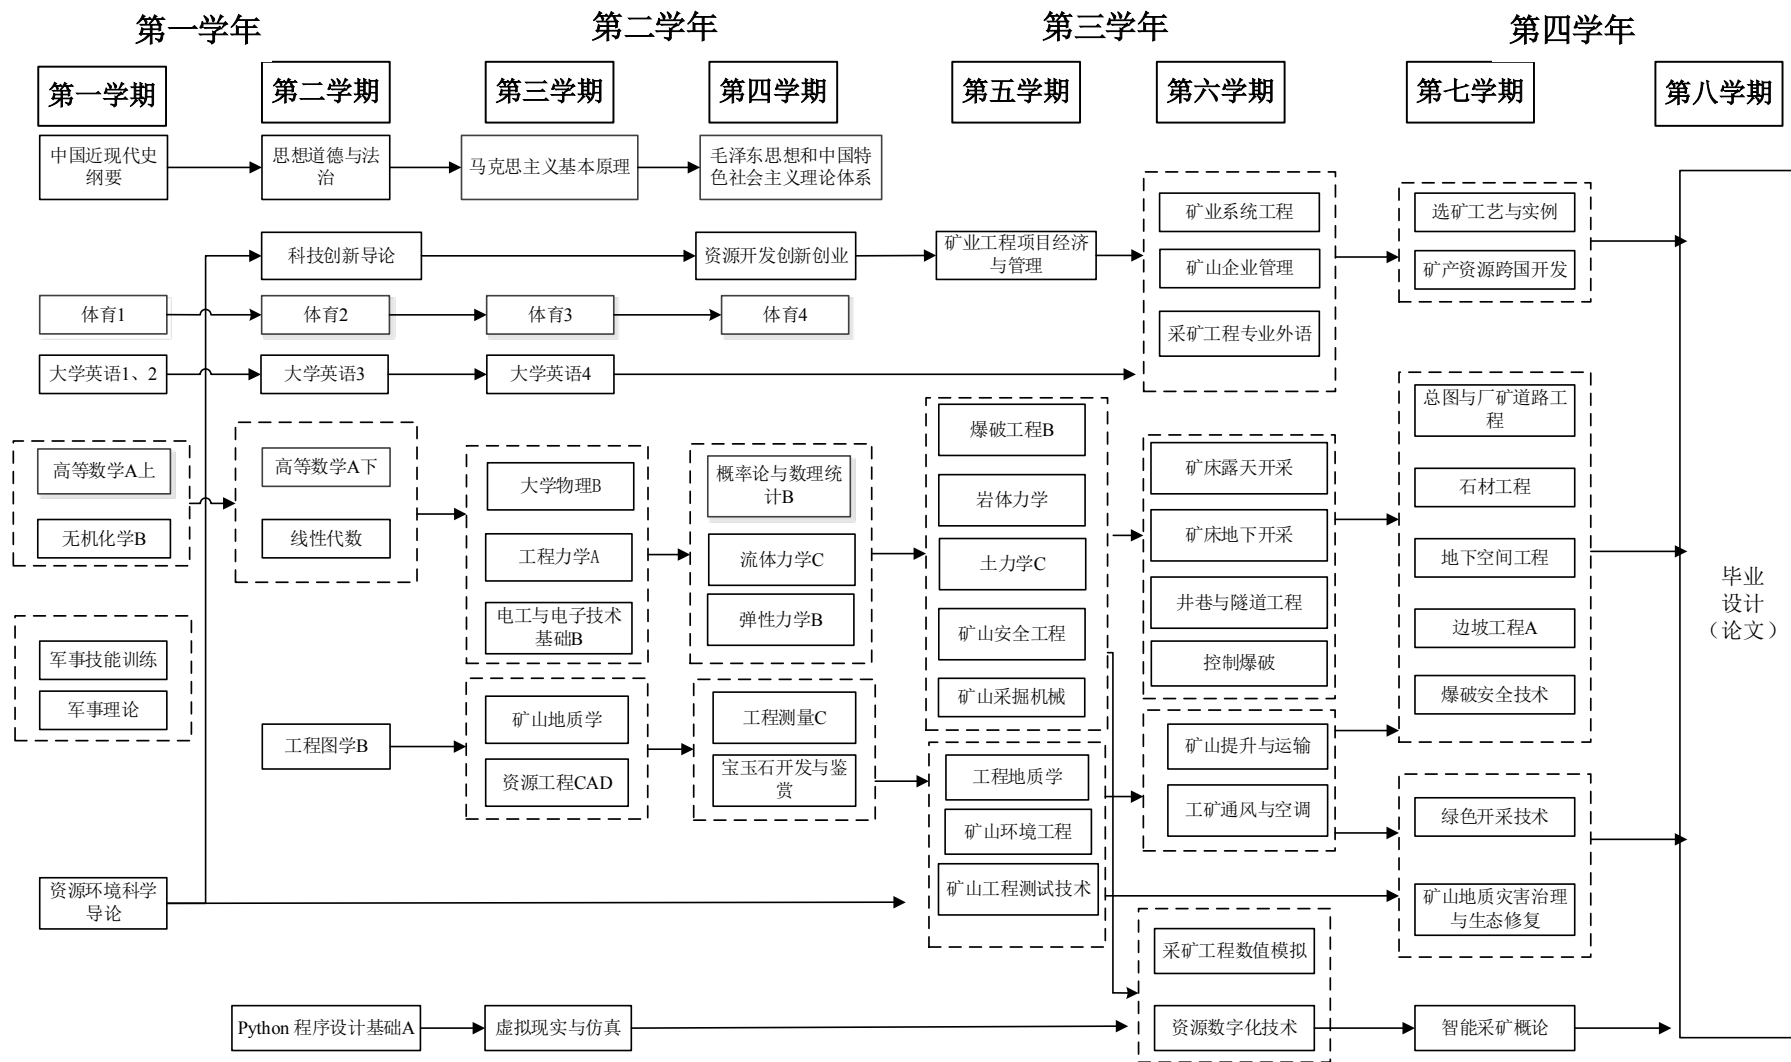 第一学年
第二学年
第三学年
第四学年
第一学期
第二学期
第三学期
第四学期
第五学期
第六学期
第七学期
第八学期
中国近现代史
纲要
思想道德与法
治
马克思主义基本原理
毛泽东思想和中国特
色社会主义理论体系
矿业系统工程
选矿工艺与实例
科技创新导论
资源开发创新创业
矿业工程项目经济
与管理
矿山企业管理
矿产资源跨国开发
体育1
体育2
体育3
体育4
采矿工程专业外语
大学英语1、2
大学英语3
大学英语4
总图与厂矿道路工
程
高等数学A上
无机化学B
高等数学A下
线性代数
大学物理B
工程力学A
电工与电子技术
基础B
概率论与数理统
计B
流体力学C
弹性力学B
爆破工程B
岩体力学
土力学C
矿山安全工程
矿山采掘机械
矿床露天开采
矿床地下开采
井巷与隧道工程
控制爆破
石材工程
地下空间工程
边坡工程A
爆破安全技术
毕业
设计
（论文）
军事技能训练
军事理论
工程图学B
矿山地质学
资源工程CAD
工程测量C
宝玉石开发与鉴
赏
工程地质学
矿山环境工程
矿山工程测试技术
矿山提升与运输
工矿通风与空调
绿色开采技术
矿山地质灾害治理
与生态修复
资源环境科学
导论
采矿工程数值模拟
Python 程序设计基础A
虚拟现实与仿真
资源数字化技术
智能采矿概论